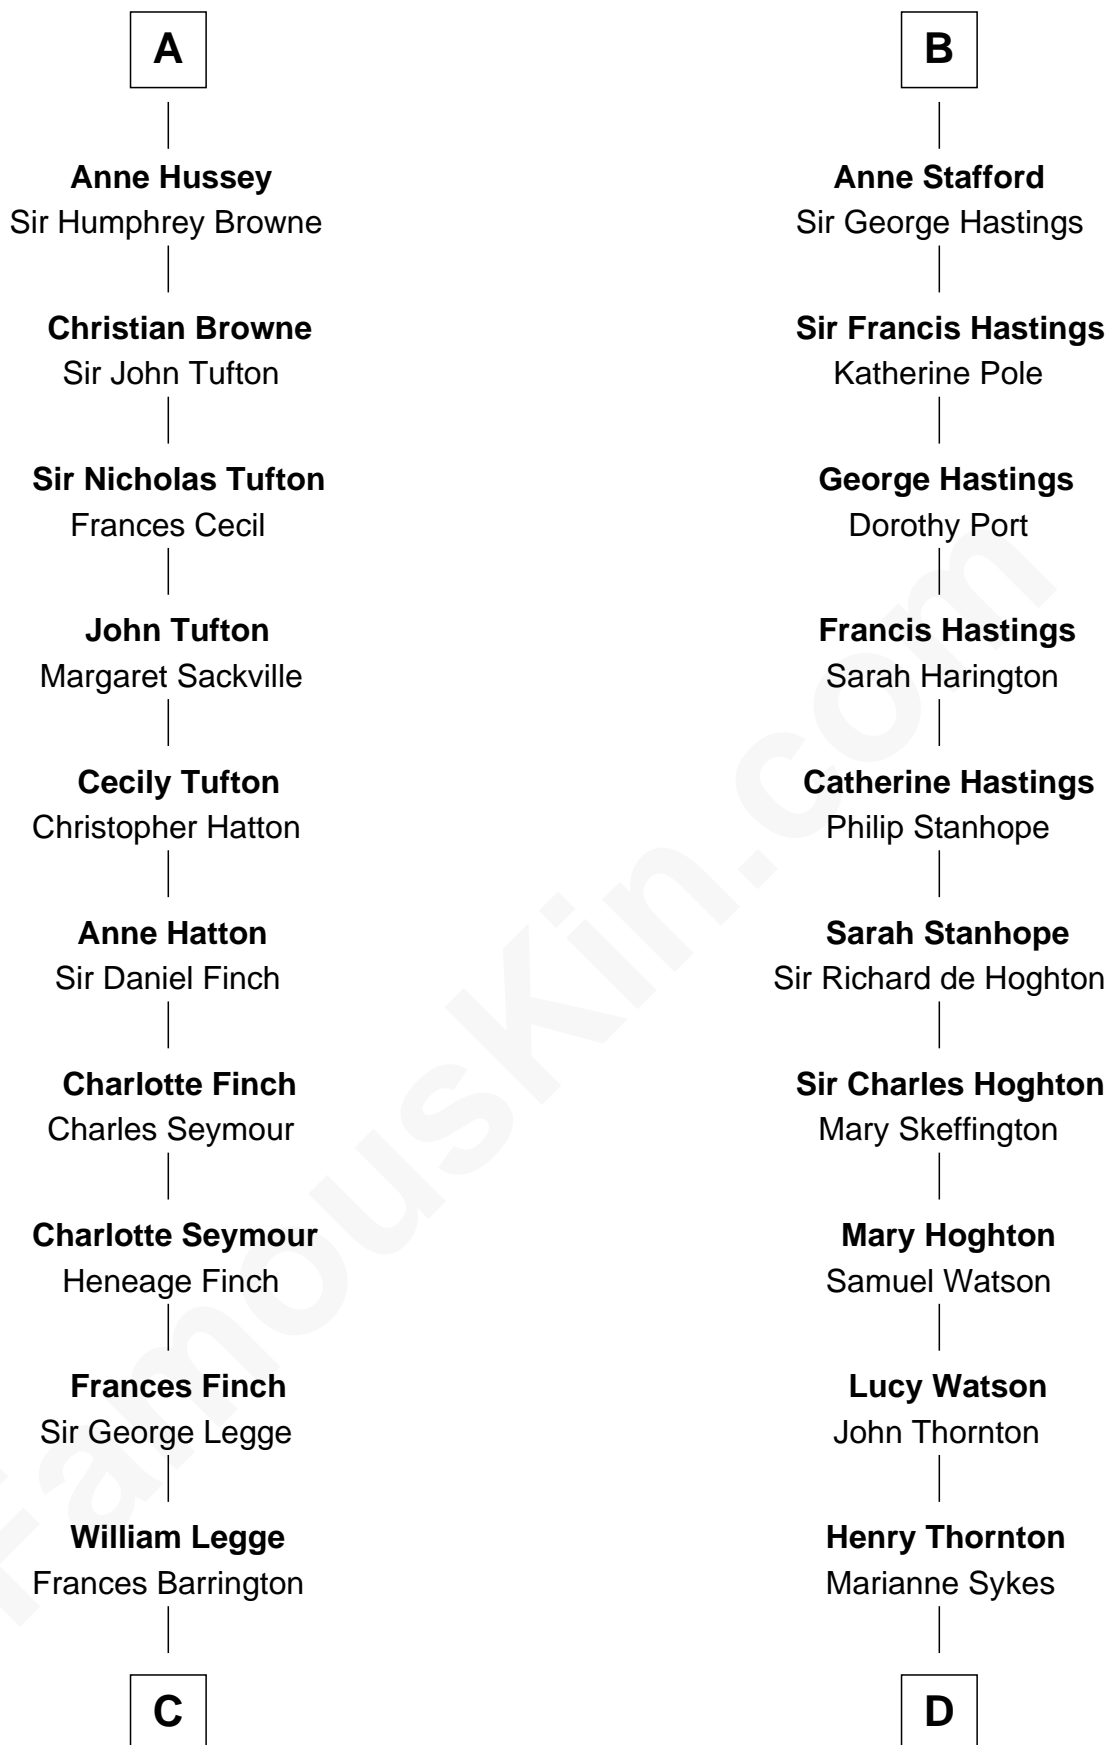 A
Anne Hussey
Sir Humphrey Browne
Christian Browne
Sir John Tufton
Sir Nicholas Tufton
Frances Cecil
John Tufton
Margaret Sackville
Cecily Tufton
Christopher Hatton
Anne Hatton
Sir Daniel Finch
Charlotte Finch
Charles Seymour
Charlotte Seymour
Heneage Finch
Frances Finch
Sir George Legge
William Legge
Frances Barrington
C
B
Anne Stafford
Sir George Hastings
Sir Francis Hastings
Katherine Pole
George Hastings
Dorothy Port
Francis Hastings
Sarah Harington
Catherine Hastings
Philip Stanhope
Sarah Stanhope
Sir Richard de Hoghton
Sir Charles Hoghton
Mary Skeffington
Mary Hoghton
Samuel Watson
Lucy Watson
John Thornton
Henry Thornton
Marianne Sykes
D
FamousKin.com